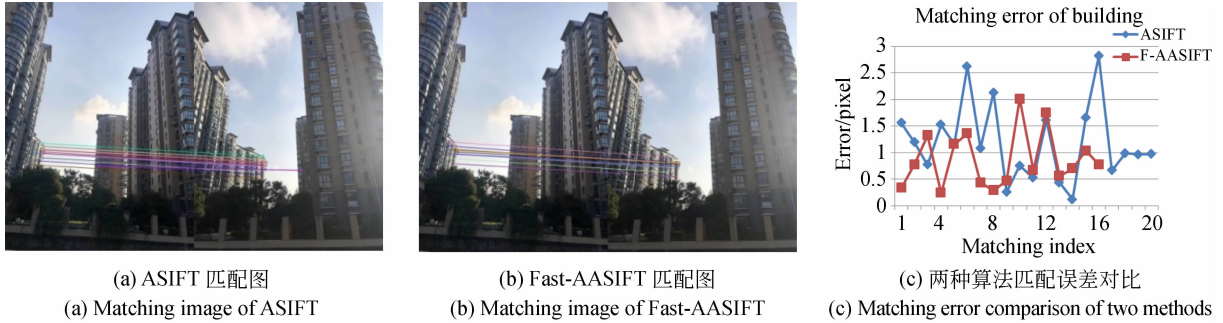 Matching error of building
ASIFT
F-AASIFT
3
2.5
2
1.5
1
0.5
0
Error/pixel
1 4 8 12 16 20
Matching index
(a) ASIFT 匹配图
(a) Matching image of ASIFT
(b) Fast-AASIFT 匹配图
(b) Matching image of Fast-AASIFT
(c) 两种算法匹配误差对比
(c) Matching error comparison of two methods